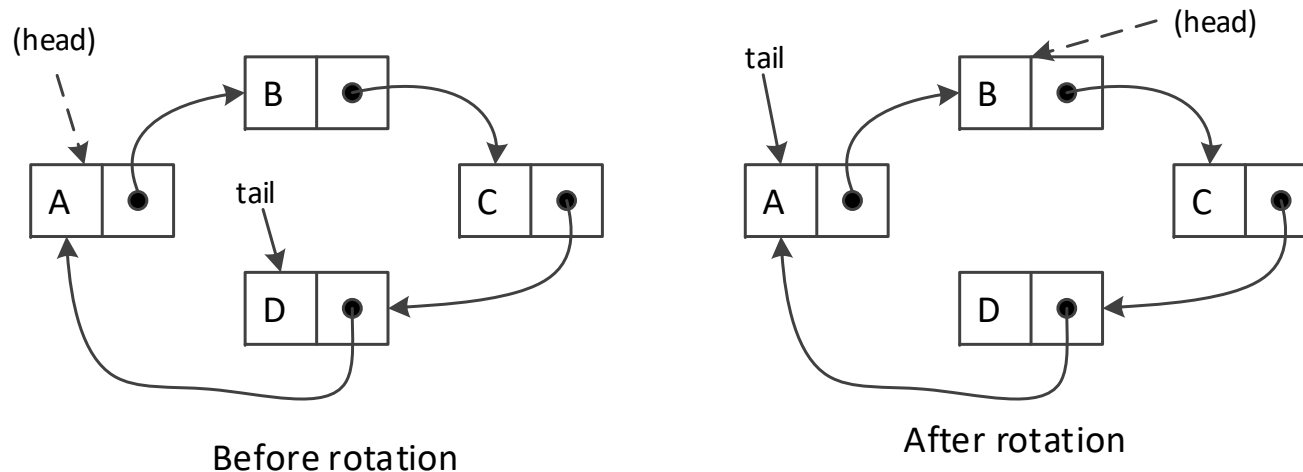 (head)
B
A
C
tail
D
Before rotation
(head)
tail
B
A
C
D
After rotation